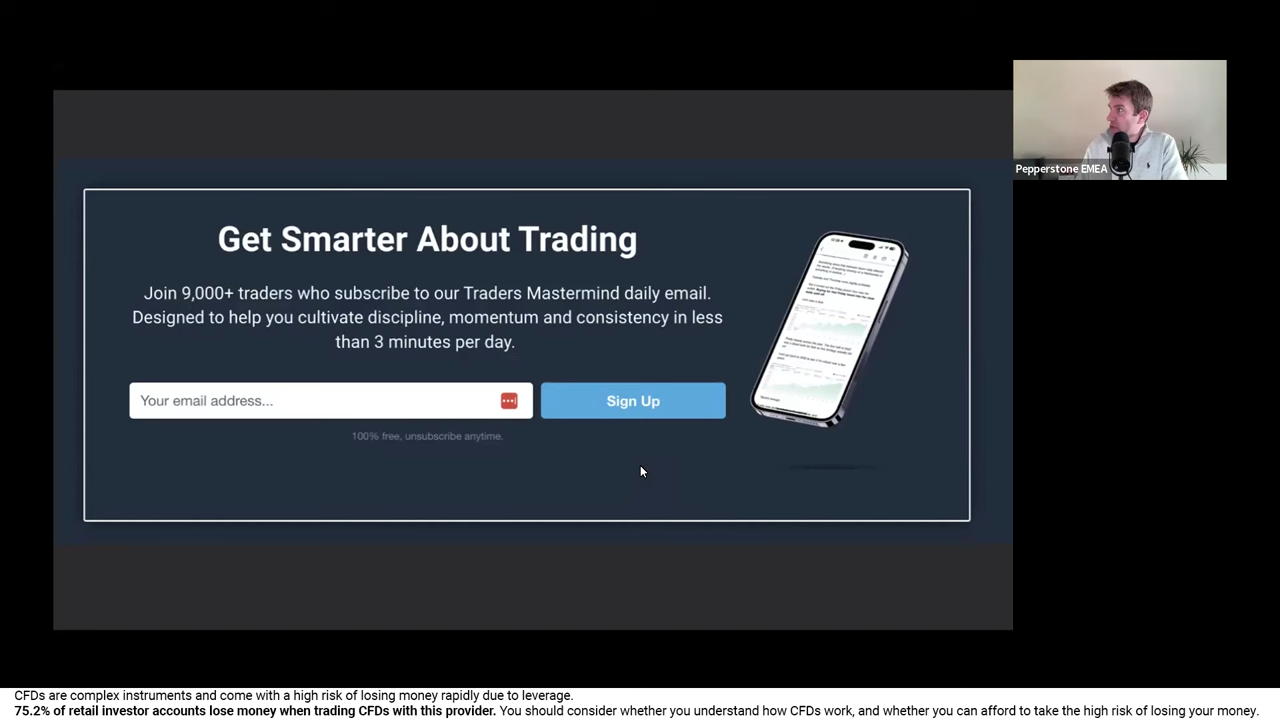 Pepperstone EMEA
Get Smarter About Trading
Join 9,000+ traders who subscribe to our Traders Mastermind daily email.
Designed to help you cultivate discipline, momentum and consistency in less
than 3 minutes per day.
Your email address...
Sign Up
100% free, unsubscribe anytime.
CFDs are complex instruments and come with a high risk of losing money rapidly due to leverage.
75.2% of retail investor accounts lose money when trading CFDs with this provider. You should consider whether you understand how CFDs work, and whether you can afford to take the high risk of losing your money.